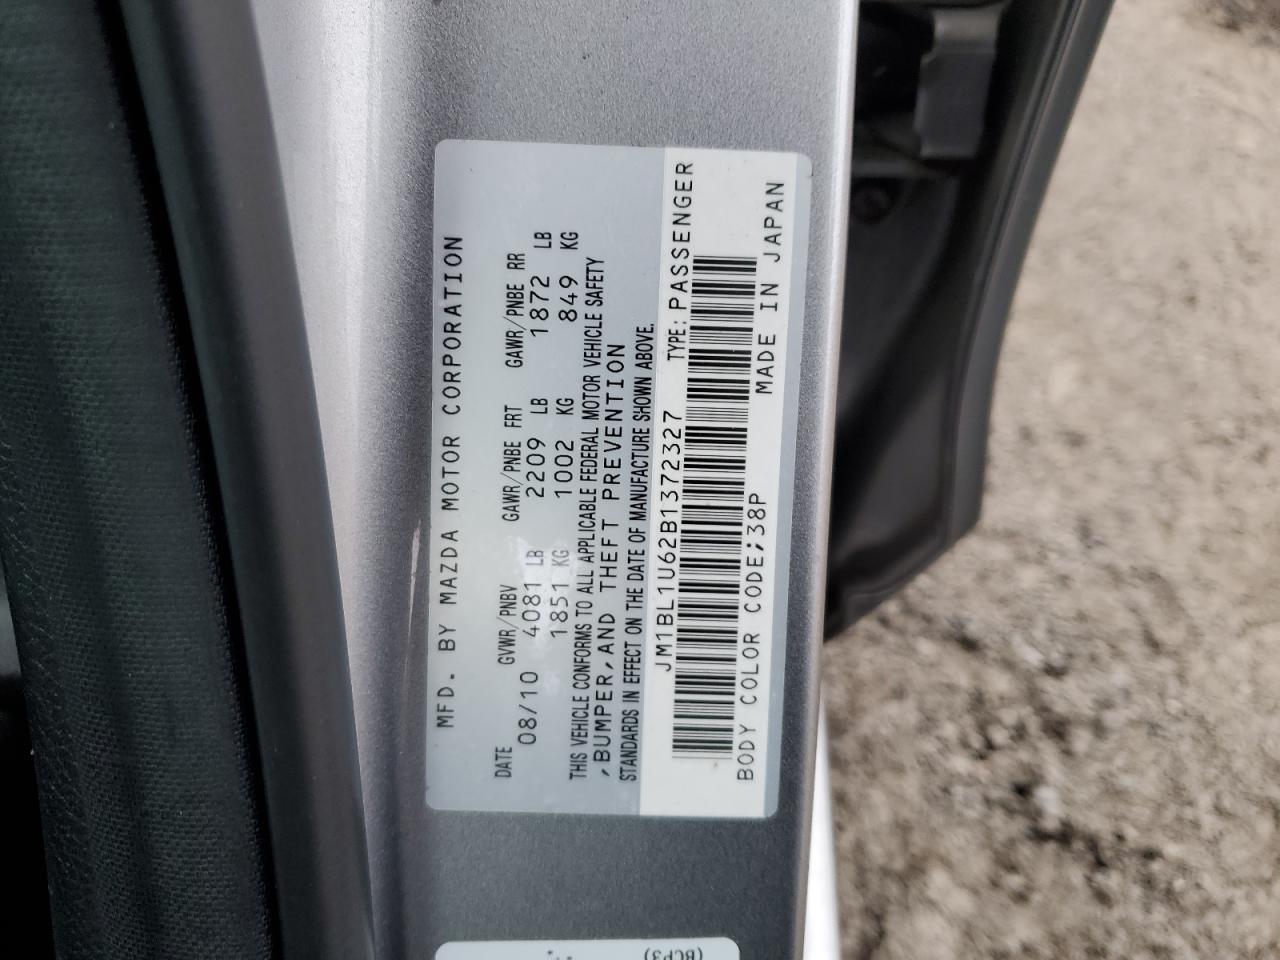 MFD. BY MAZDA MOTOR CORPORATION
DATE GVWR/PNBV GAWR/PNBE FRT GAWR/PNBE RR
08/10 4081 LB 2209 LB 1872 LB
1851 KG 1002 KG 849 KG
THIS VEHICLE CONFORMS TO ALL APPLICABLE FEDERAL MOTOR VEHICLE SAFETY
,BUMPER,AND THEFT PREVENTION
STANDARDS IN EFFECT ON THE DATE OF MANUFACTURE SHOWN ABOVE.
JM1BL1U62B1372327 TYPE: PASSENGER
BODY COLOR CODE;38P MADE IN JAPAN
(BCP3)